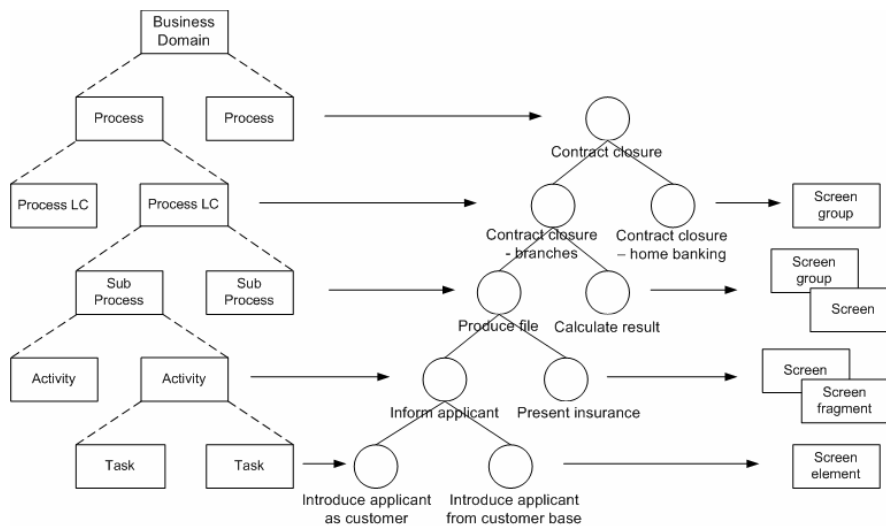 Business
Domain
Process
Process
Contract closure
Process LC
Process LC
Contract closure
- branches
Contract closure
– home banking
Screen
group
Sub
Process
Sub
Process
Produce file
Calculate result
Screen
group
Screen
Activity
Activity
Inform applicant
Present insurance
Screen
Screen
fragment
Task
Task
Introduce applicant
as customer
Introduce applicant
from customer base
Screen
element